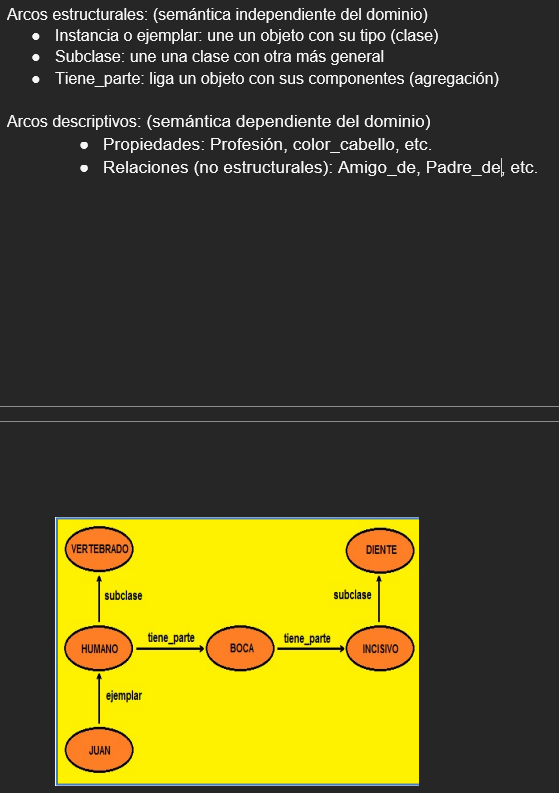 Arcos estructurales: (semántica independiente del dominio)
● Instancia o ejemplar: une un objeto con su tipo (clase)
● Subclase: une una clase con otra más general
● Tiene_parte: liga un objeto con sus componentes (agregación)
Arcos descriptivos: (semántica dependiente del dominio)
● Propiedades: Profesión, color_cabello, etc.
● Relaciones (no estructurales): Amigo_de, Padre_de, etc.
VERTEBRADO
DIENTE
subclase
subclase
HUMANO
tiene_parte
BOCA
tiene_parte
INCISIVO
ejemplar
JUAN